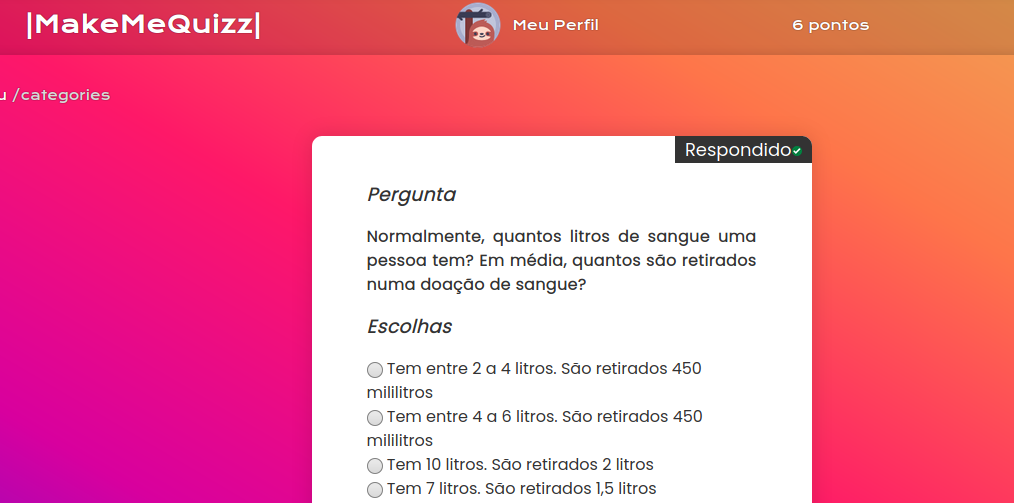 |MakeMeQuizz|
Meu Perfil
6 pontos
u /categories
Respondido
Pergunta
Normalmente, quantos litros de sangue uma
pessoa tem? Em média, quantos são retirados
numa doação de sangue?
Escolhas
Tem entre 2 a 4 litros. São retirados 450
mililitros
Tem entre 4 a 6 litros. São retirados 450
mililitros
Tem 10 litros. São retirados 2 litros
Tem 7 litros. São retirados 1,5 litros